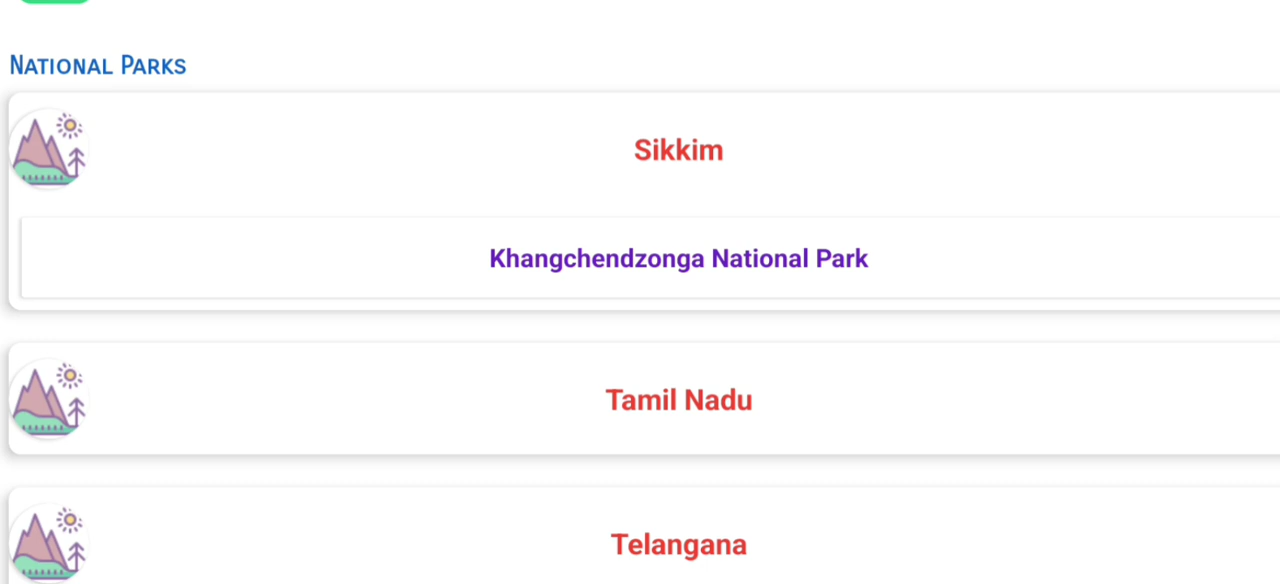 National Parks
Sikkim
Khangchendzonga National Park
Tamil Nadu
Telangana